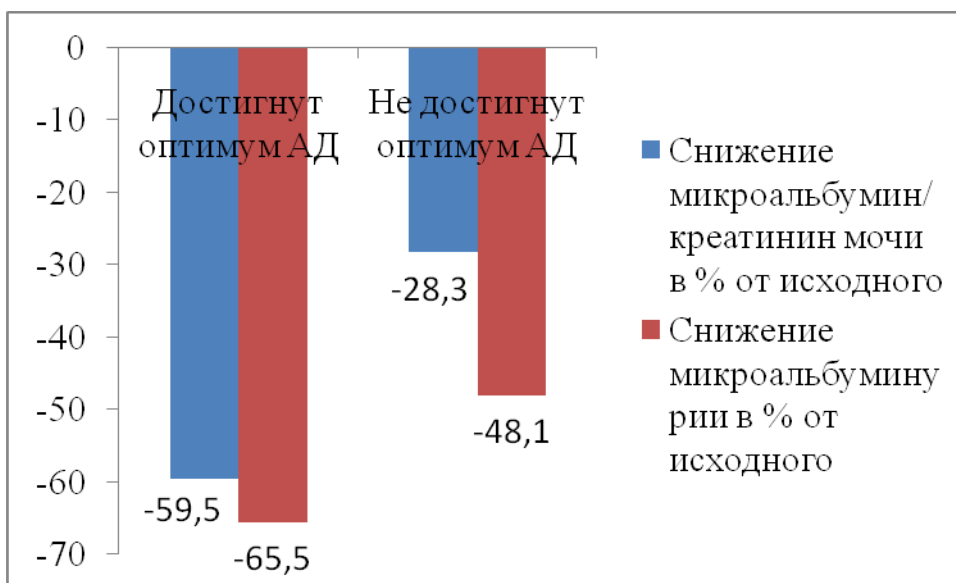 0
-10
-20
-30
-40
-50
-60
-70
Достигнут
оптимум АД
Не достигнут
оптимум АД
-59,5
-65,5
-28,3
-48,1
Снижение
микроальбумин/
креатинин мочи
в % от исходного
Снижение
микроальбумину
рии в % от
исходного